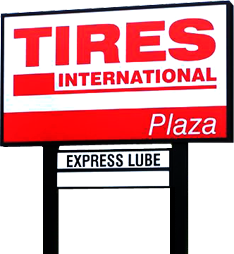 TIRES
INTERNATIONAL
Plaza
EXPRESS LUBE